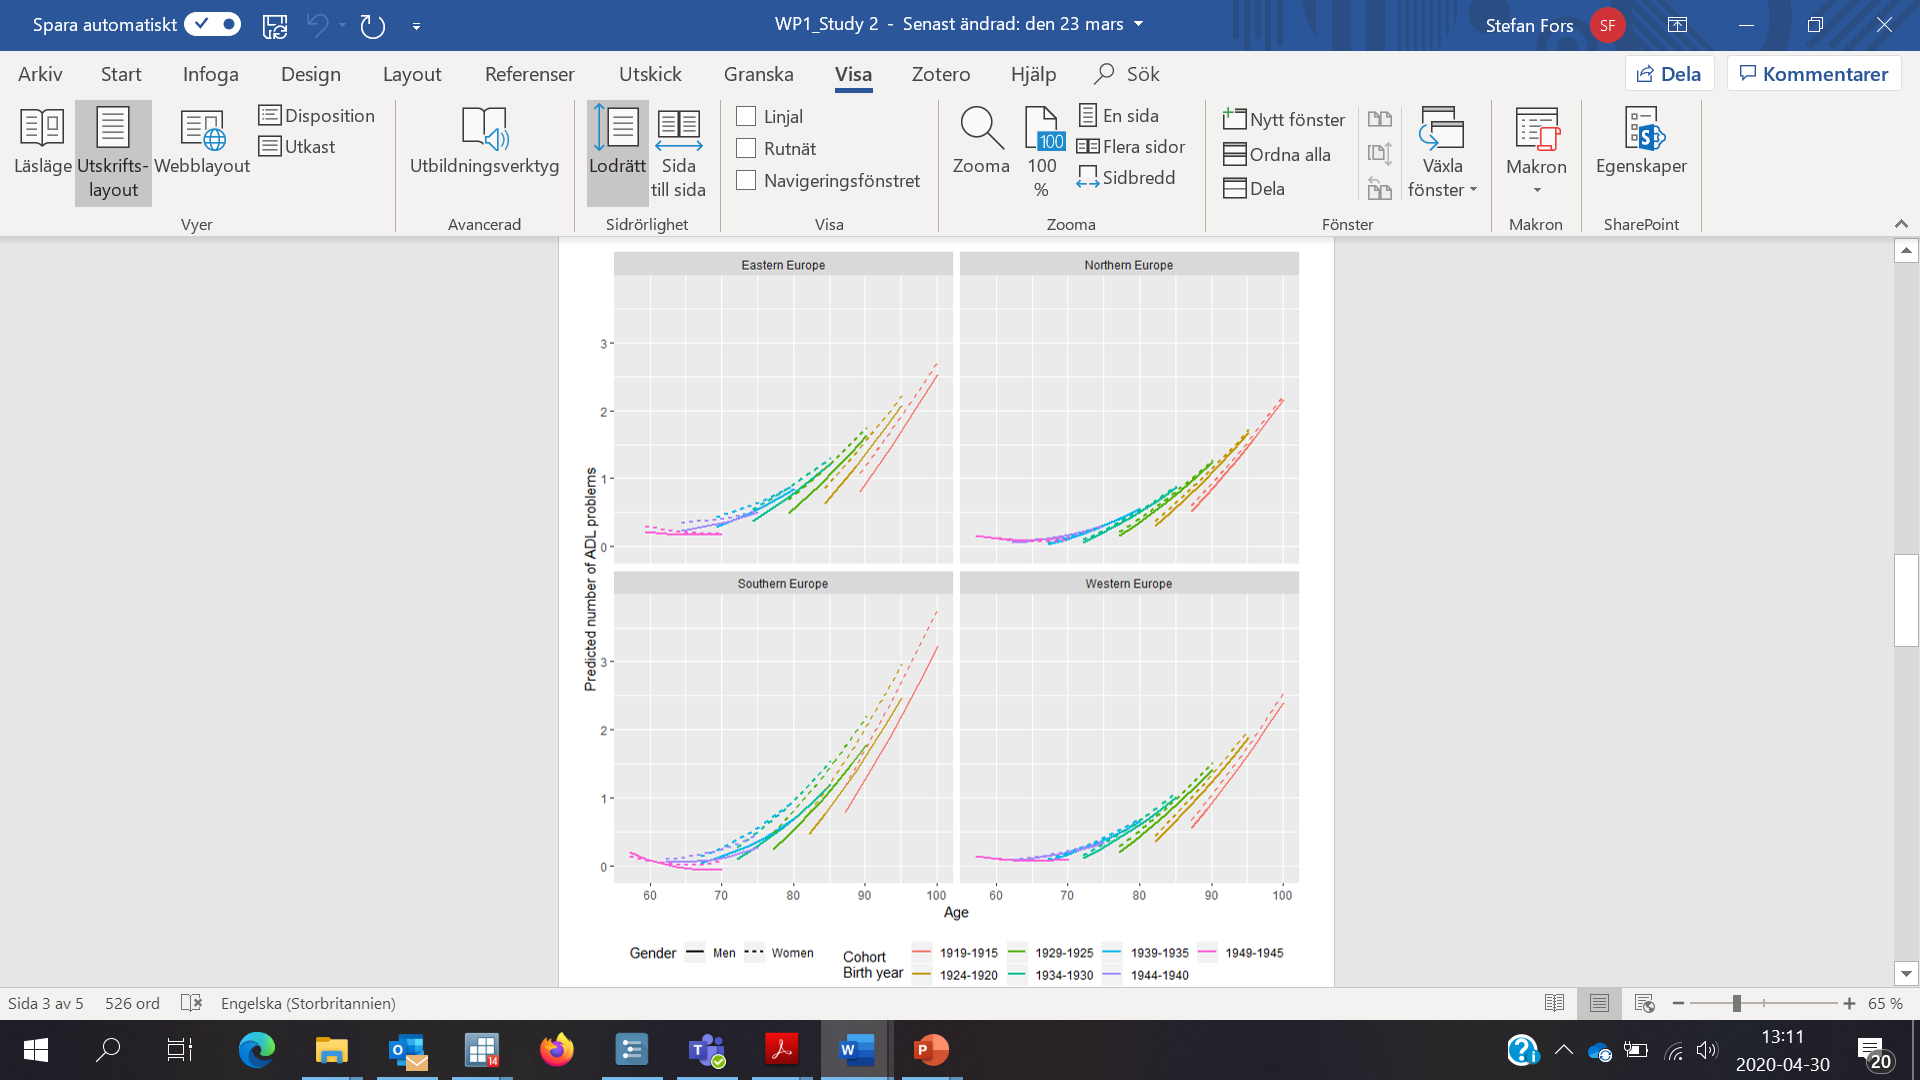 Spara automatiskt
WP1_Study 2 - Senast ändrad: den 23 mars
Stefan Fors SF
Arkiv Start Infoga Design Layout Referenser Utskick Granska Visa Zotero Hjälp Sök
Dela Kommentarer
Läsläge
Utskrifts-
layout
Webblayout
Disposition
Utkast
Vyer
Utbildningsverktyg
Avancerad
Lodrätt
Sida
till sida
Sidrörlighet
Linjal
Rutnät
Navigeringsfönstret
Visa
Zooma
100
100
%
En sida
Flera sidor
Sidbredd
Zooma
Nytt fönster
Ordna alla
Dela
Växla
fönster
Fönster
Makron
Makron
Egenskaper
SharePoint
Eastern Europe Northern Europe
3
2
1
0
Southern Europe Western Europe
3
2
1
0
Predicted number of ADL problems
60 70 80 90 100 60 70 80 90 100
Age
Gender Men Women
Cohort
Birth year
1919-1915 1929-1925 1939-1935 1949-1945
1924-1920 1934-1930 1944-1940
Sida 3 av 5 526 ord Engelska (Storbritannien)
65 %
14
13:11
2020-04-30
20